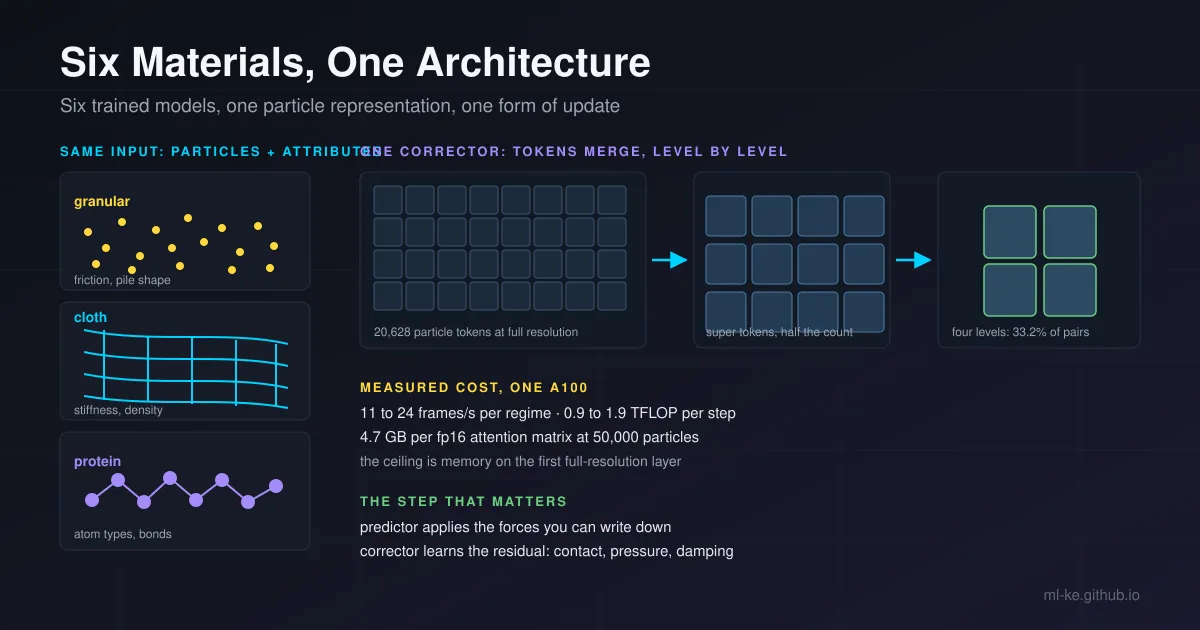 Six Materials, One Architecture
Six trained models, one particle representation, one form of update
SAME INPUT: PARTICLES + ATTRIBUTES
ONE CORRECTOR: TOKENS MERGE, LEVEL BY LEVEL
granular
friction, pile shape
cloth
stiffness, density
protein
atom types, bonds
20,628 particle tokens at full resolution
super tokens, half the count
four levels: 33.2% of pairs
MEASURED COST, ONE A100
11 to 24 frames/s per regime · 0.9 to 1.9 TFLOP per step
4.7 GB per fp16 attention matrix at 50,000 particles
the ceiling is memory on the first full-resolution layer
THE STEP THAT MATTERS
predictor applies the forces you can write down
corrector learns the residual: contact, pressure, damping
ml-ke.github.io